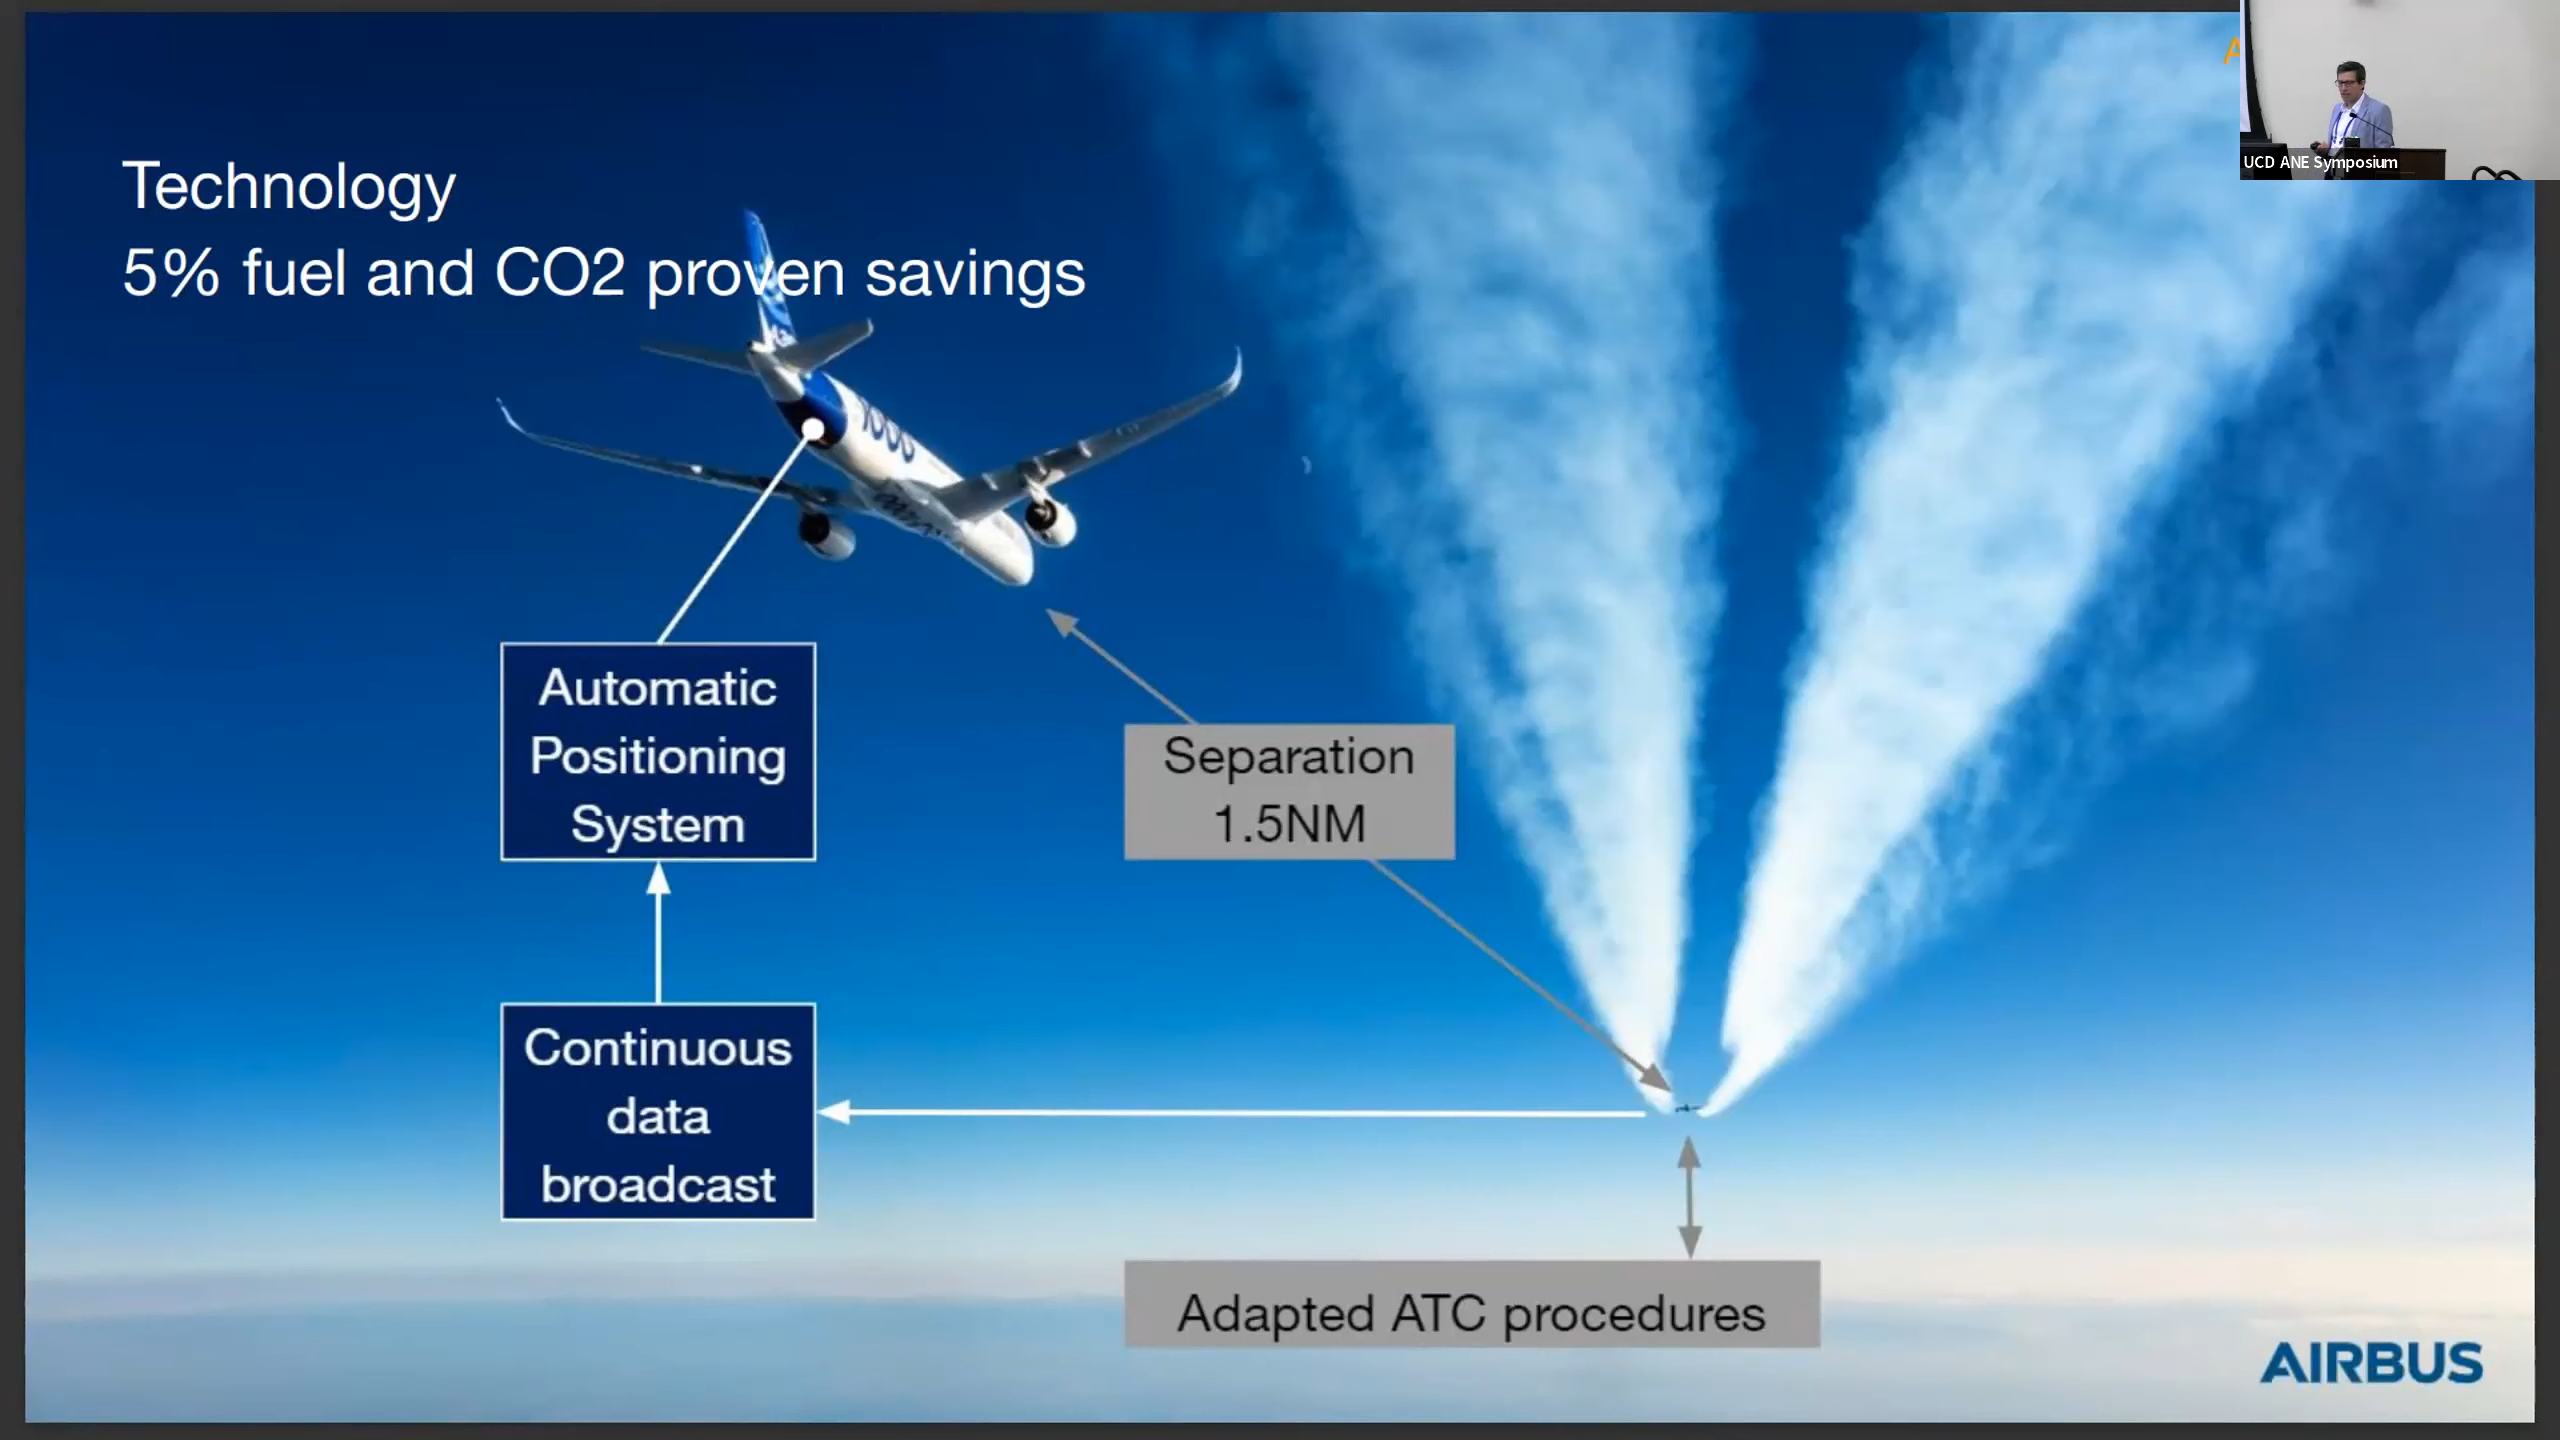 Technology
5% fuel and CO2 proven savings
UCD ANE Symposium
1000
Automatic
Positioning
System
Separation
1.5NM
Continuous
data
broadcast
Adapted ATC procedures
AIRBUS